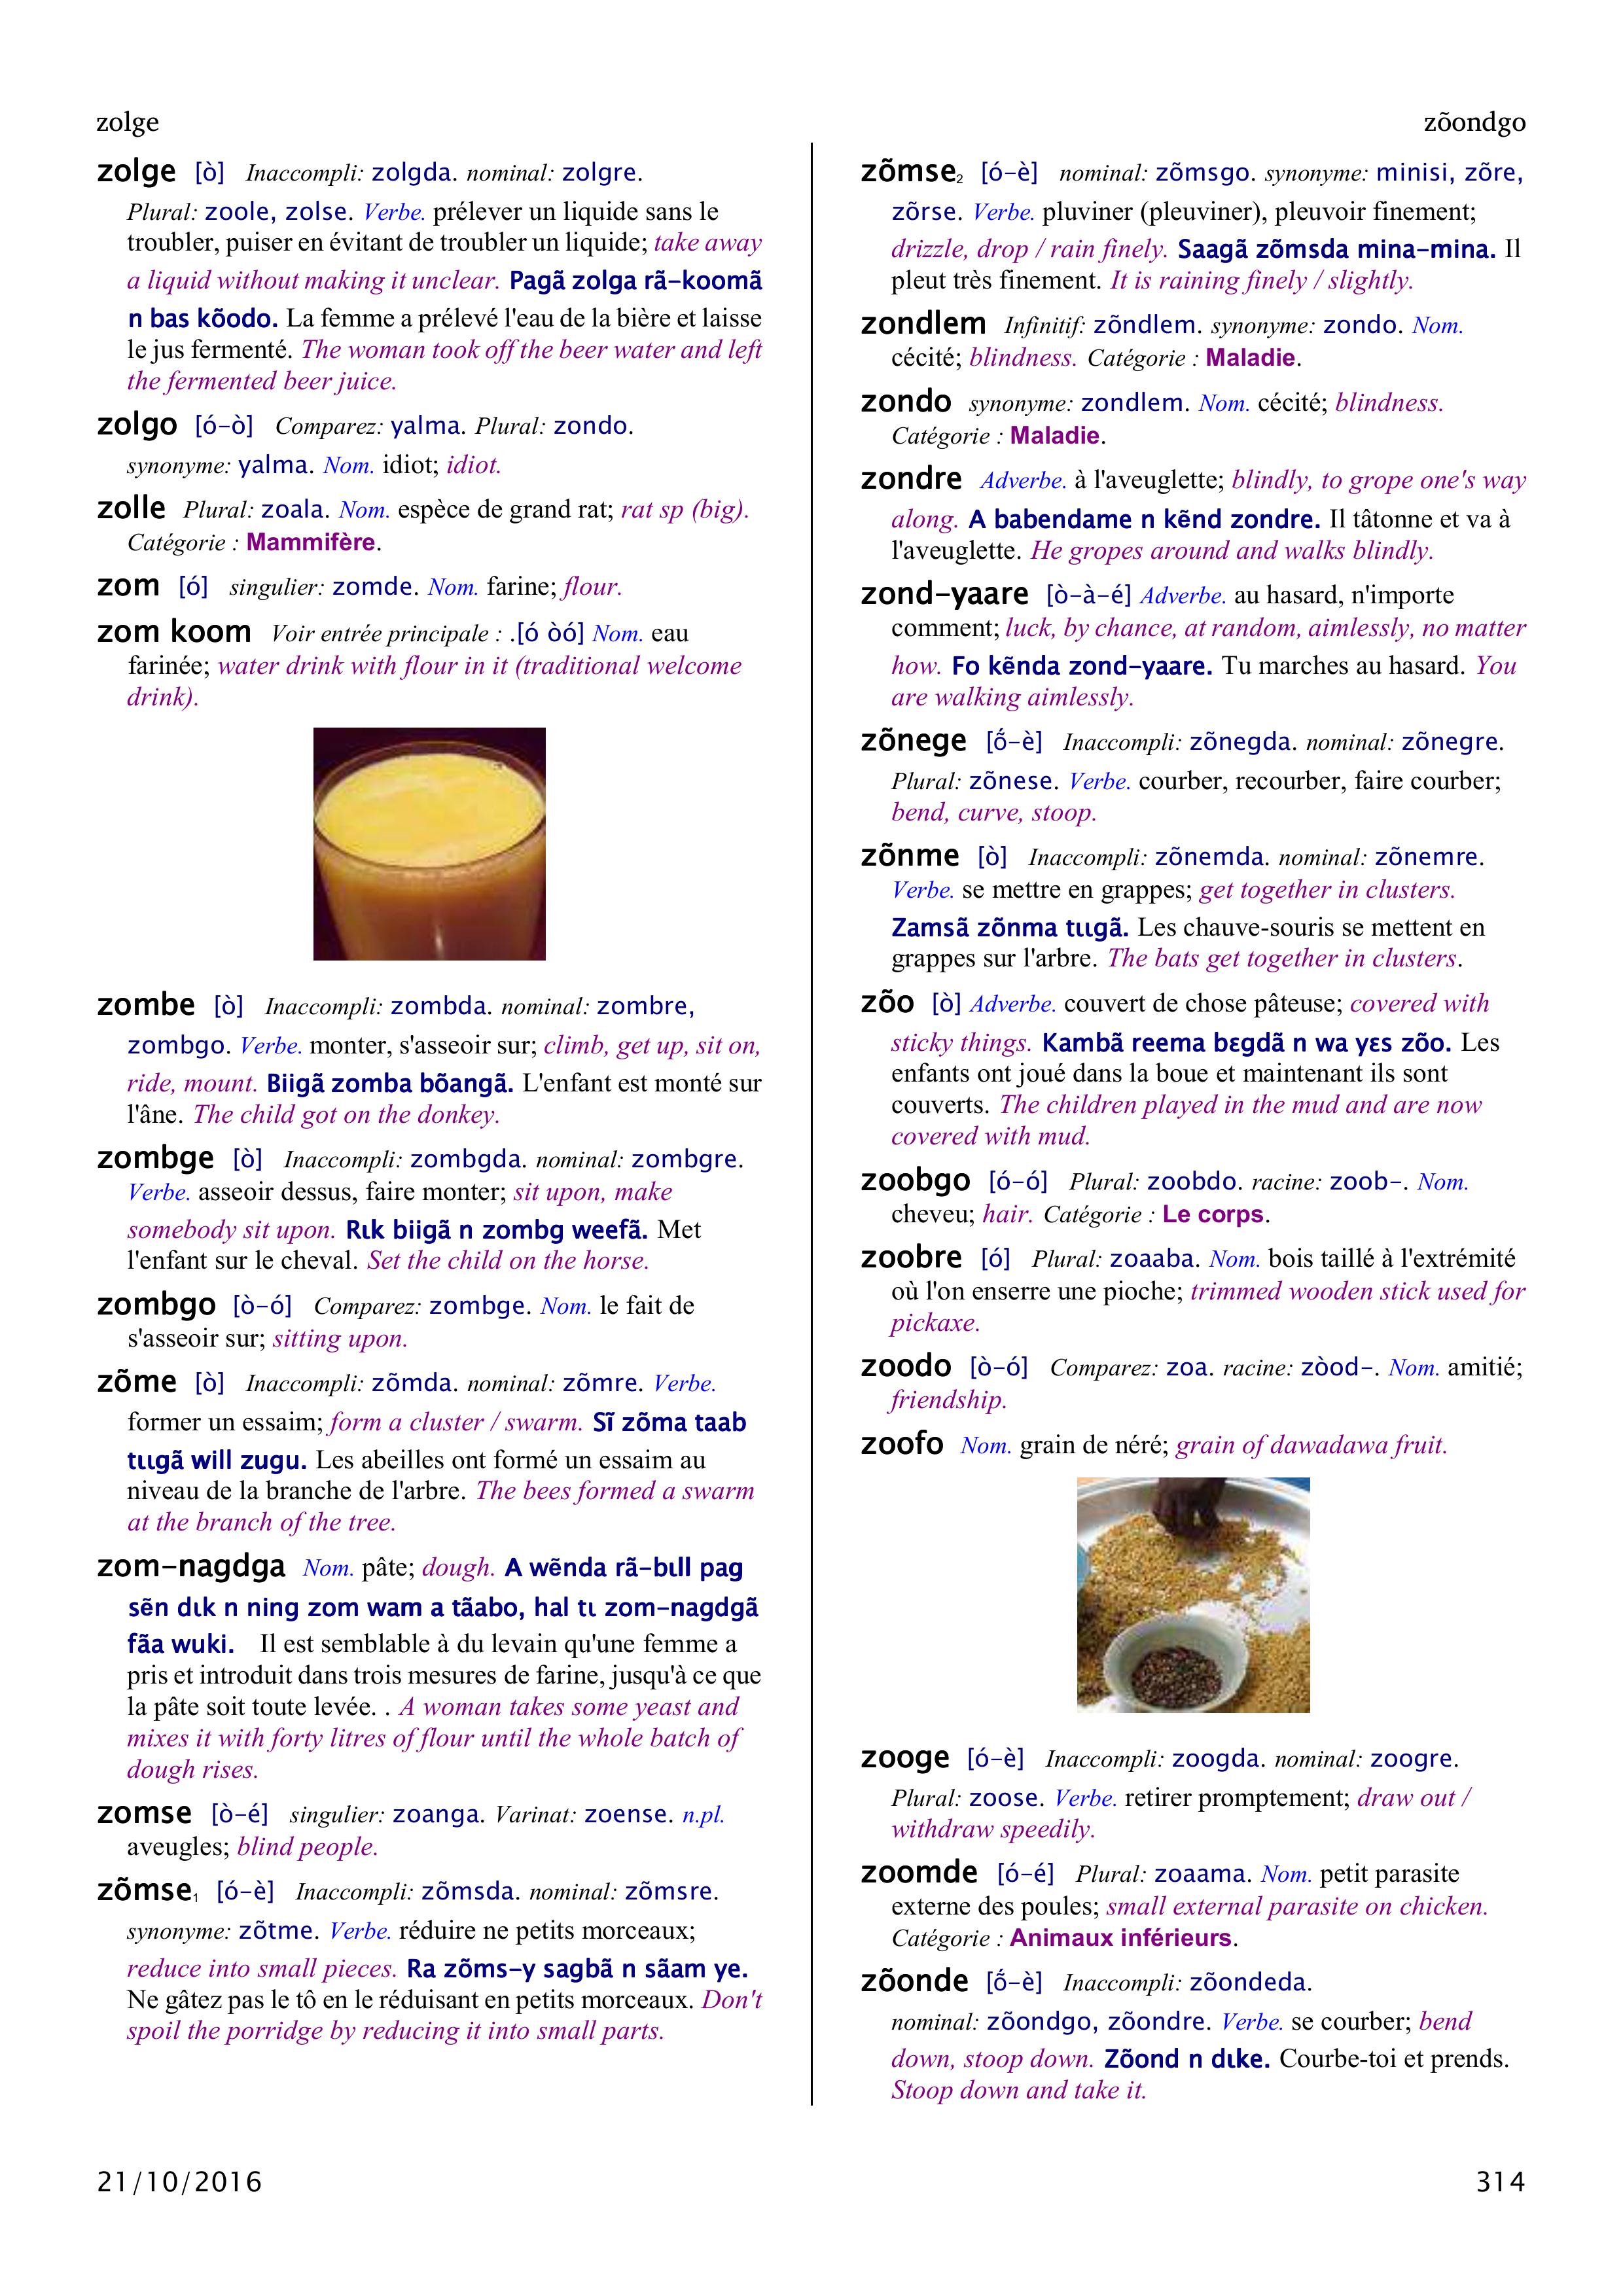 zolge
zõondgo
zolge [ò] Inaccompli: zolgda. nominal: zolgre.
Plural: zoole, zolse. Verbe. prélever un liquide sans le
troubler, puiser en évitant de troubler un liquide; take away
a liquid without making it unclear. Pagã zolga rã–koomã
n bas kõodo. La femme a prélevé l'eau de la bière et laisse
le jus fermenté. The woman took off the beer water and left
the fermented beer juice.
zolgo [ó–ò] Comparez: yalma. Plural: zondo.
synonyme: yalma. Nom. idiot; idiot.
zolle Plural: zoala. Nom. espèce de grand rat; rat sp (big).
Catégorie : Mammifère.
zom [ó] singulier: zomde. Nom. farine; flour.
zom koom Voir entrée principale : .[ó òó] Nom. eau
farinée; water drink with flour in it (traditional welcome
drink).
zombe [ò] Inaccompli: zombda. nominal: zombre,
zombgo. Verbe. monter, s'asseoir sur; climb, get up, sit on,
ride, mount. Biigã zomba bõangã. L'enfant est monté sur
l'âne. The child got on the donkey.
zombge [ò] Inaccompli: zombgda. nominal: zombgre.
Verbe. asseoir dessus, faire monter; sit upon, make
somebody sit upon. Rɩk biigã n zombg weefã. Met
l'enfant sur le cheval. Set the child on the horse.
zombgo [ò–ó] Comparez: zombge. Nom. le fait de
s'asseoir sur; sitting upon.
zõme [ò] Inaccompli: zõmda. nominal: zõmre. Verbe.
former un essaim; form a cluster / swarm. Sĩ zõma taab
tɩɩgã will zugu. Les abeilles ont formé un essaim au
niveau de la branche de l'arbre. The bees formed a swarm
at the branch of the tree.
zom–nagdga Nom. pâte; dough. A wẽnda rã–bɩll pag
sẽn dɩk n ning zom wam a tãabo, hal tɩ zom–nagdgã
fãa wuki. Il est semblable à du levain qu'une femme a
pris et introduit dans trois mesures de farine, jusqu'à ce que
la pâte soit toute levée. . A woman takes some yeast and
mixes it with forty litres of flour until the whole batch of
dough rises.
zomse [ò–é] singulier: zoanga. Varinat: zoense. n.pl.
aveugles; blind people.
zõmse₁ [ó–è] Inaccompli: zõmsda. nominal: zõmsre.
synonyme: zõtme. Verbe. réduire ne petits morceaux;
reduce into small pieces. Ra zõms–y sagbã n sãam ye.
Ne gâtez pas le tô en le réduisant en petits morceaux. Don't
spoil the porridge by reducing it into small parts.
zõmse₂ [ó–è] nominal: zõmsgo. synonyme: minisi, zõre,
zõrse. Verbe. pluviner (pleuviner), pleuvoir finement;
drizzle, drop / rain finely. Saagã zõmsda mina–mina. Il
pleut très finement. It is raining finely / slightly.
zondlem Infinitif: zõndlem. synonyme: zondo. Nom.
cécité; blindness. Catégorie : Maladie.
zondo synonyme: zondlem. Nom. cécité; blindness.
Catégorie : Maladie.
zondre Adverbe. à l'aveuglette; blindly, to grope one's way
along. A babendame n kẽnd zondre. Il tâtonne et va à
l'aveuglette. He gropes around and walks blindly.
zond–yaare [ò–à–é] Adverbe. au hasard, n'importe
comment; luck, by chance, at random, aimlessly, no matter
how. Fo kẽnda zond–yaare. Tu marches au hasard. You
are walking aimlessly.
zõnege [ṍ–è] Inaccompli: zõnegda. nominal: zõnegre.
Plural: zõnese. Verbe. courber, recourber, faire courber;
bend, curve, stoop.
zõnme [ò] Inaccompli: zõnemda. nominal: zõnemre.
Verbe. se mettre en grappes; get together in clusters.
Zamsã zõnma tɩɩgã. Les chauve-souris se mettent en
grappes sur l'arbre. The bats get together in clusters.
zõo [ò] Adverbe. couvert de chose pâteuse; covered with
sticky things. Kambã reema bɛgdã n wa yɛs zõo. Les
enfants ont joué dans la boue et maintenant ils sont
couverts. The children played in the mud and are now
covered with mud.
zoobgo [ó–ó] Plural: zoobdo. racine: zoob–. Nom.
cheveu; hair. Catégorie : Le corps.
zoobre [ó] Plural: zoaaba. Nom. bois taillé à l'extrémité
où l'on enserre une pioche; trimmed wooden stick used for
pickaxe.
zoodo [ò–ó] Comparez: zoa. racine: zòod–. Nom. amitié;
friendship.
zoofo Nom. grain de néré; grain of dawadawa fruit.
zooge [ó–è] Inaccompli: zoogda. nominal: zoogre.
Plural: zoose. Verbe. retirer promptement; draw out /
withdraw speedily.
zoomde [ó–é] Plural: zoaama. Nom. petit parasite
externe des poules; small external parasite on chicken.
Catégorie : Animaux inférieurs.
zõonde [ṍ–è] Inaccompli: zõondeda.
nominal: zõondgo, zõondre. Verbe. se courber; bend
down, stoop down. Zõond n dɩke. Courbe-toi et prends.
Stoop down and take it.
21/10/2016
314